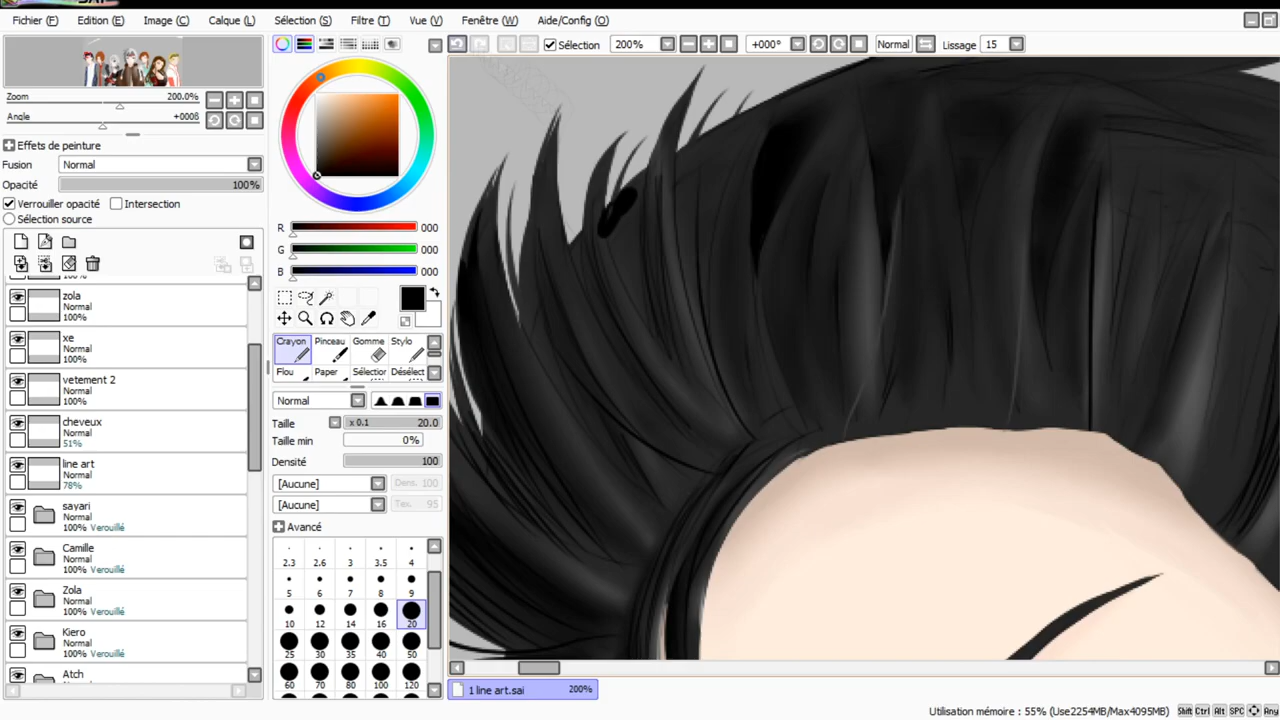 Fichier (F) Edition (E) Image (C) Calque (L) Sélection (S) Filtre (T) Vue (V) Fenêtre (W) Aide/Config (O)
Sélection 200% +000° Normal Lissage 15
Zoom 200.0%
Angle +000ß
Effets de peinture
Fusion Normal
Opacité 100%
Verrouiller opacité Intersection
Sélection source
zola
Normal
100%
xe
Normal
100%
vetement 2
Normal
100%
cheveux
Normal
51%
line art
Normal
78%
sayari
Normal
100% Verouillé
Camille
Normal
100% Verouillé
Zola
Normal
100% Verouillé
Kiero
Normal
100% Verouillé
Atch
Normal
R 000
G 000
B 000
Crayon Pinceau Gomme Stylo
Flou Paper Sélection Désélect
Normal
Taille x 0.1 20.0
Taille min 0%
Densité 100
[Aucune] Dens. 100
[Aucune] Tex. 95
Avancé
2.3 2.6 3 3.5 4
5 6 7 8 9
10 12 14 16 20
25 30 35 40 50
60 70 80 100 120
1 line art.sai 200%
Utilisation mémoire : 55% (Use2254MB/Max4095MB) Shift Ctrl Alt SPC Any